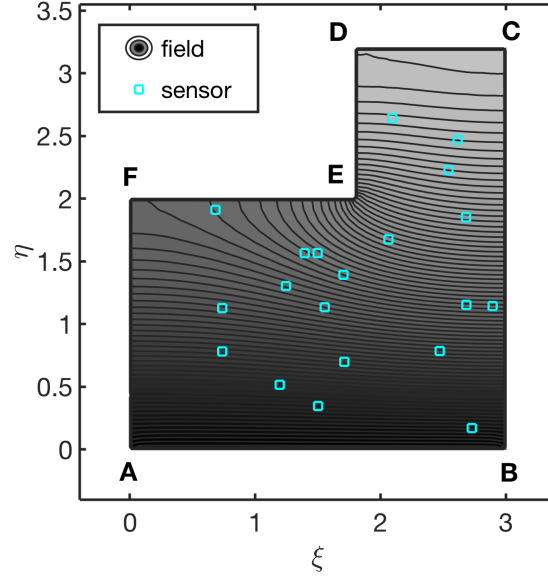 3.5
D C
field
3
sensor
2.5
F E
2
η
1.5
1
0.5
0
A B
0 1 2 3
ξ